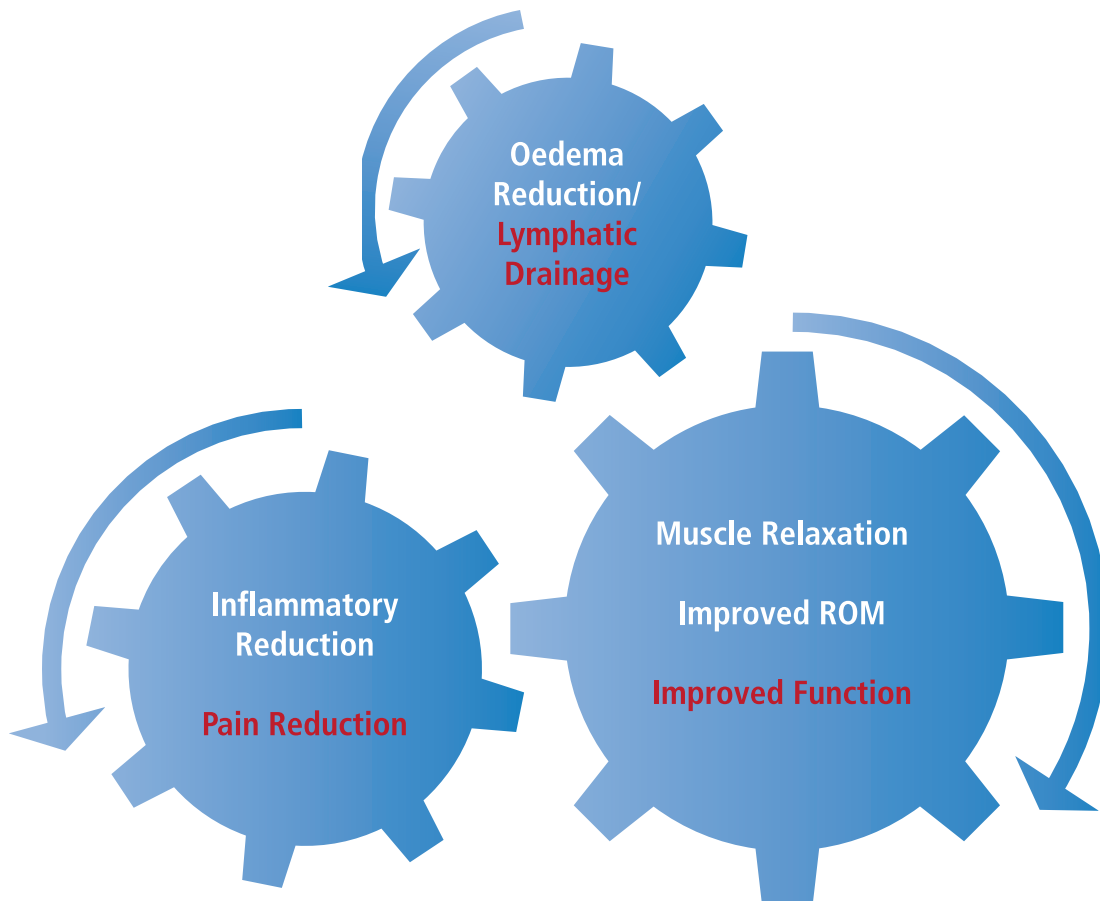 Oedema
Reduction/
Lymphatic
Drainage
Inflammatory
Reduction
Pain Reduction
Muscle Relaxation
Improved ROM
Improved Function